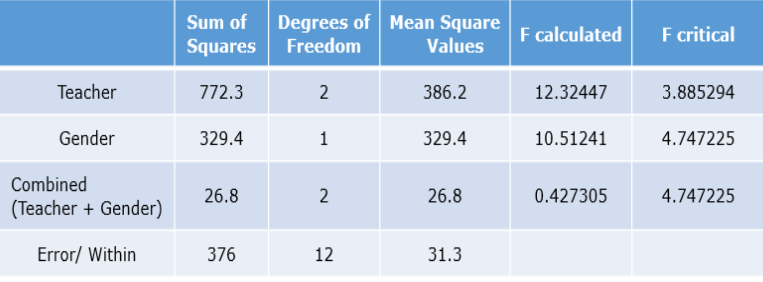 Sum of Squares Degrees of Freedom Mean Square Values F calculated F critical
Teacher 772.3 2 386.2 12.32447 3.885294
Gender 329.4 1 329.4 10.51241 4.747225
Combined
(Teacher + Gender) 26.8 2 26.8 0.427305 4.747225
Error/ Within 376 12 31.3